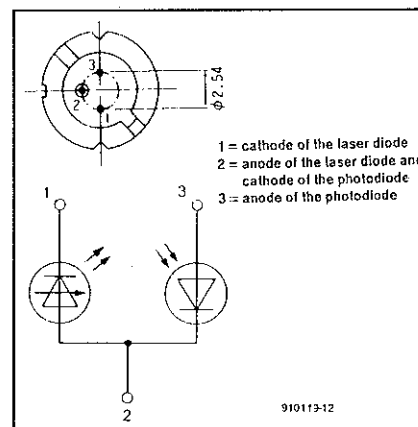 3
2
1
ϕ2.54
1 = cathode of the laser diode
2 = anode of the laser diode and
cathode of the photodiode
3 = anode of the photodiode
1
3
2
910119-12